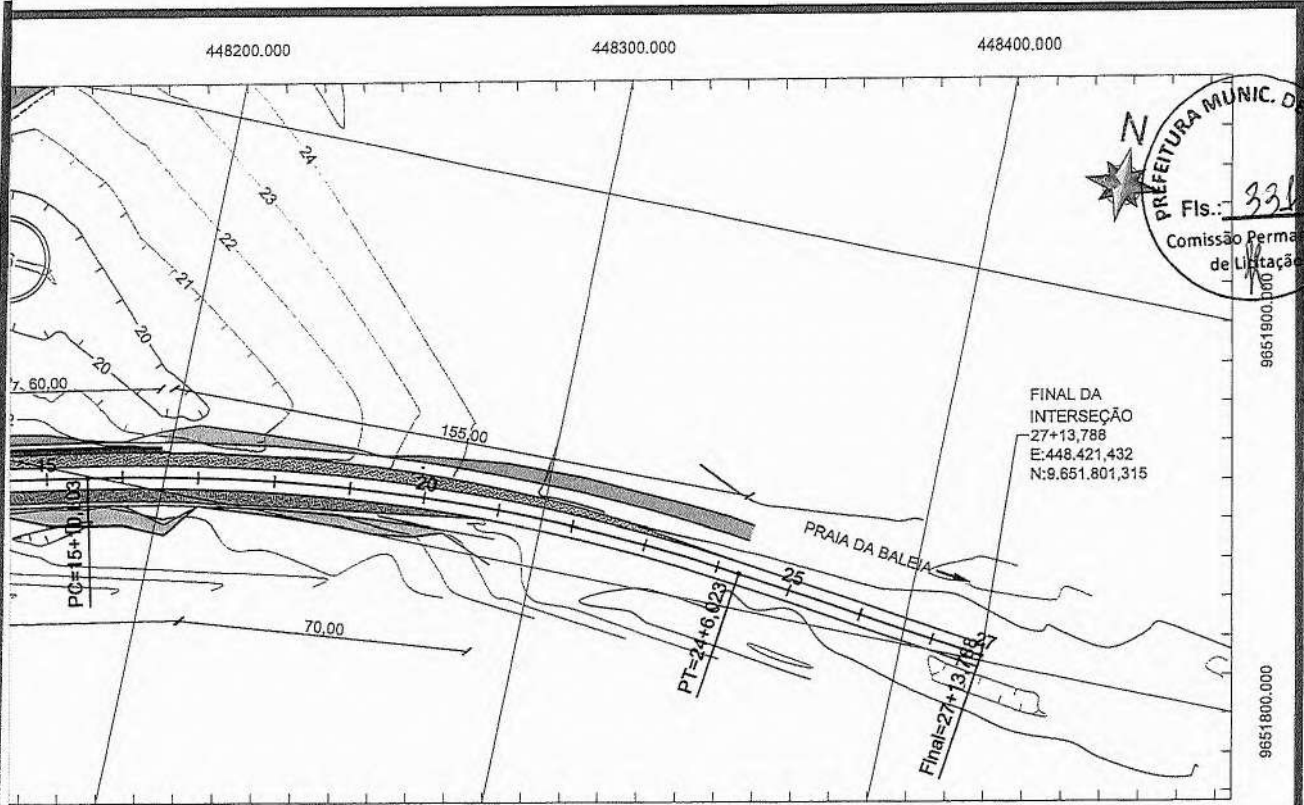 448200.000
448300.000
448400.000
N
PREFEITURA MUNIC. DE
Fls.:
Comissão
de Licitação
9651900.000
24
23
22
21
20
20
60,00
155,00
FINAL DA
INTERSEÇÃO
27+13,788
E:448.421,432
N:9.651.801,315
15
20
PRAIA DA BALEIA
25
27
PC=15+10,103
70,00
PT=24+6,023
Final=27+13,788
9651800.000